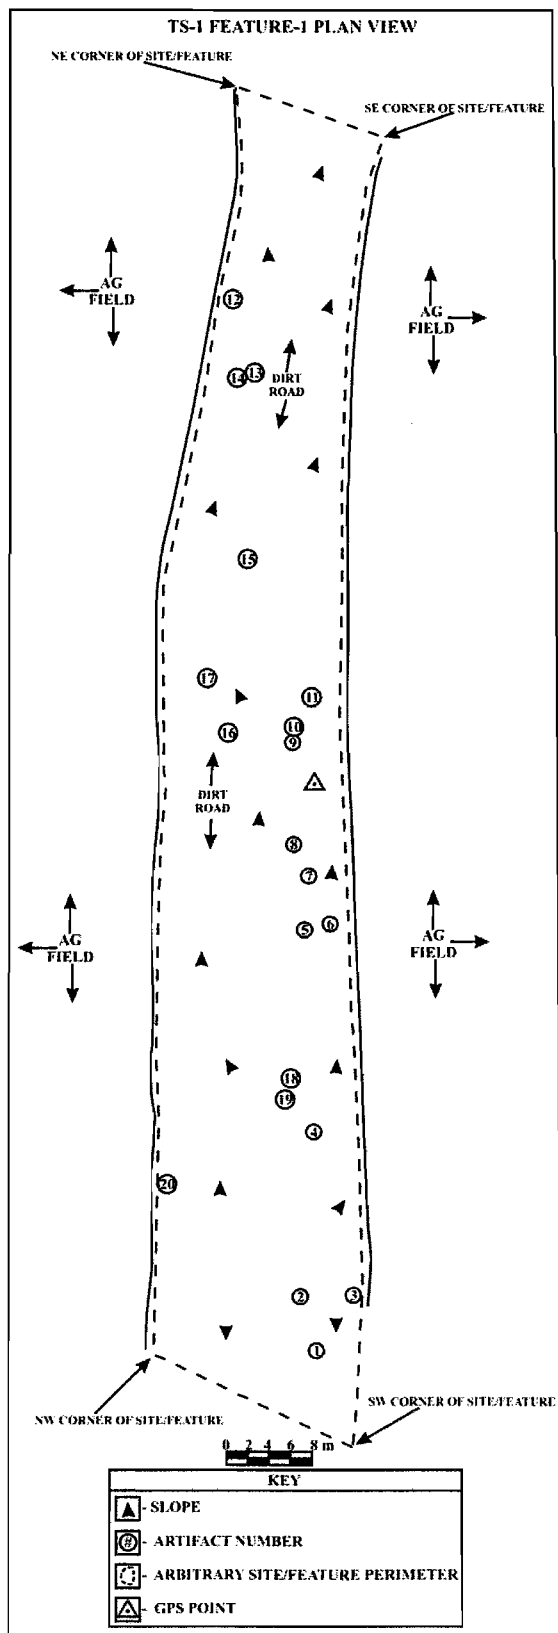 TS-1 FEATURE-1 PLAN VIEW
NE CORNER OF SITE/FEATURE
SE CORNER OF SITE/FEATURE
AG
FIELD
12
AG
FIELD
14 13
DIRT
ROAD
15
17
11
10
16
9
DIRT
ROAD
8
7
5 6
AG
FIELD
AG
FIELD
18
19
4
20
2 3
1
NW CORNER OF SITE/FEATURE
SW CORNER OF SITE/FEATURE
0 2 4 6 8 m
KEY
- SLOPE
# - ARTIFACT NUMBER
- ARBITRARY SITE/FEATURE PERIMETER
- GPS POINT